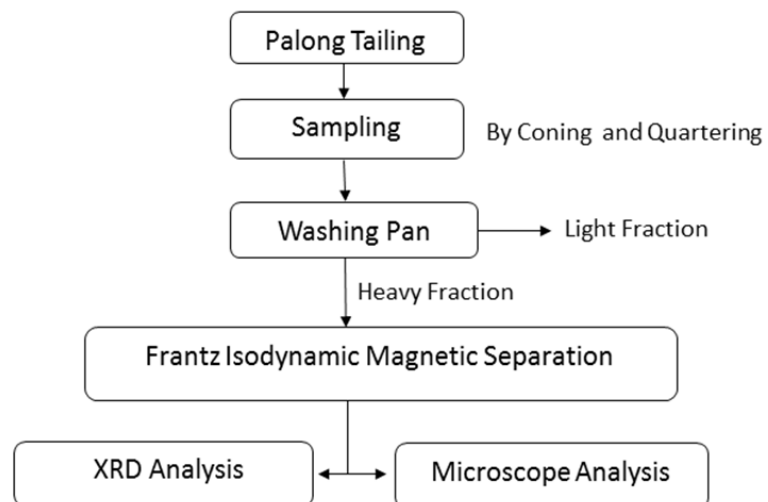 Palong Tailing
Sampling
By Coning and Quartering
Washing Pan
Light Fraction
Heavy Fraction
Frantz Isodynamic Magnetic Separation
XRD Analysis
Microscope Analysis